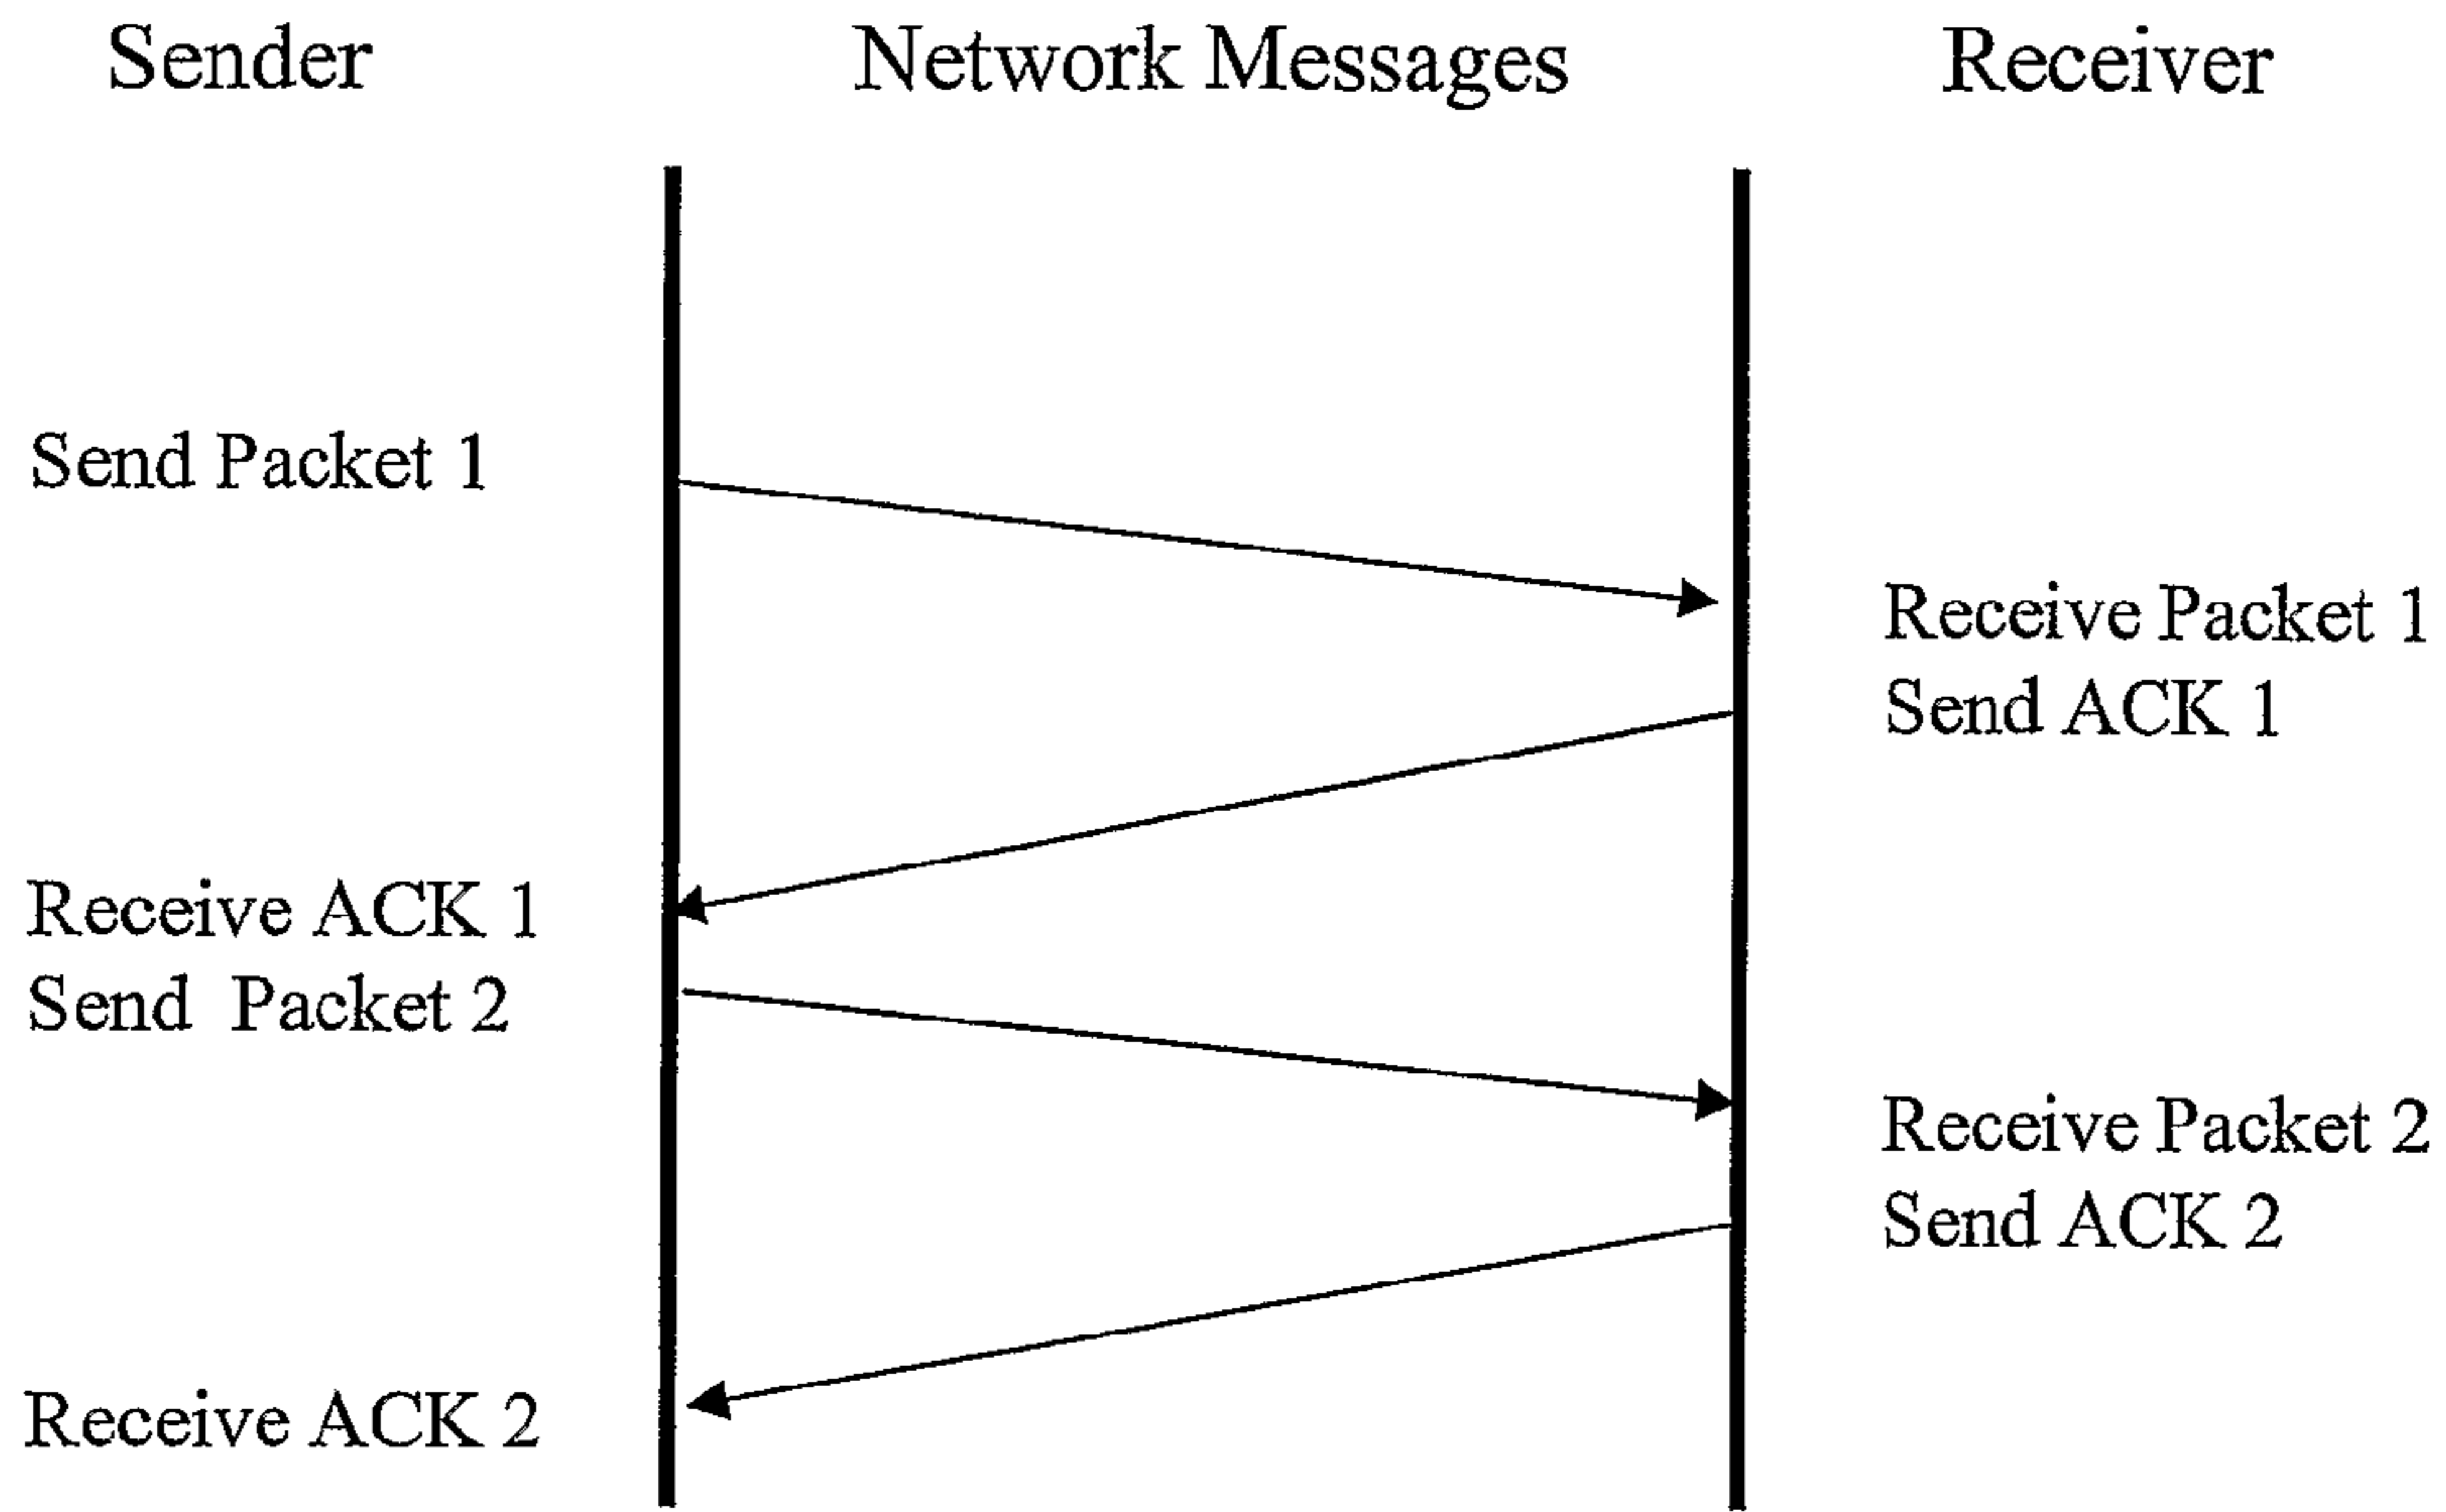 Sender Network Messages Receiver
Send Packet 1
Receive Packet 1
Send ACK 1
Receive ACK 1
Send Packet 2
Receive Packet 2
Send ACK 2
Receive ACK 2